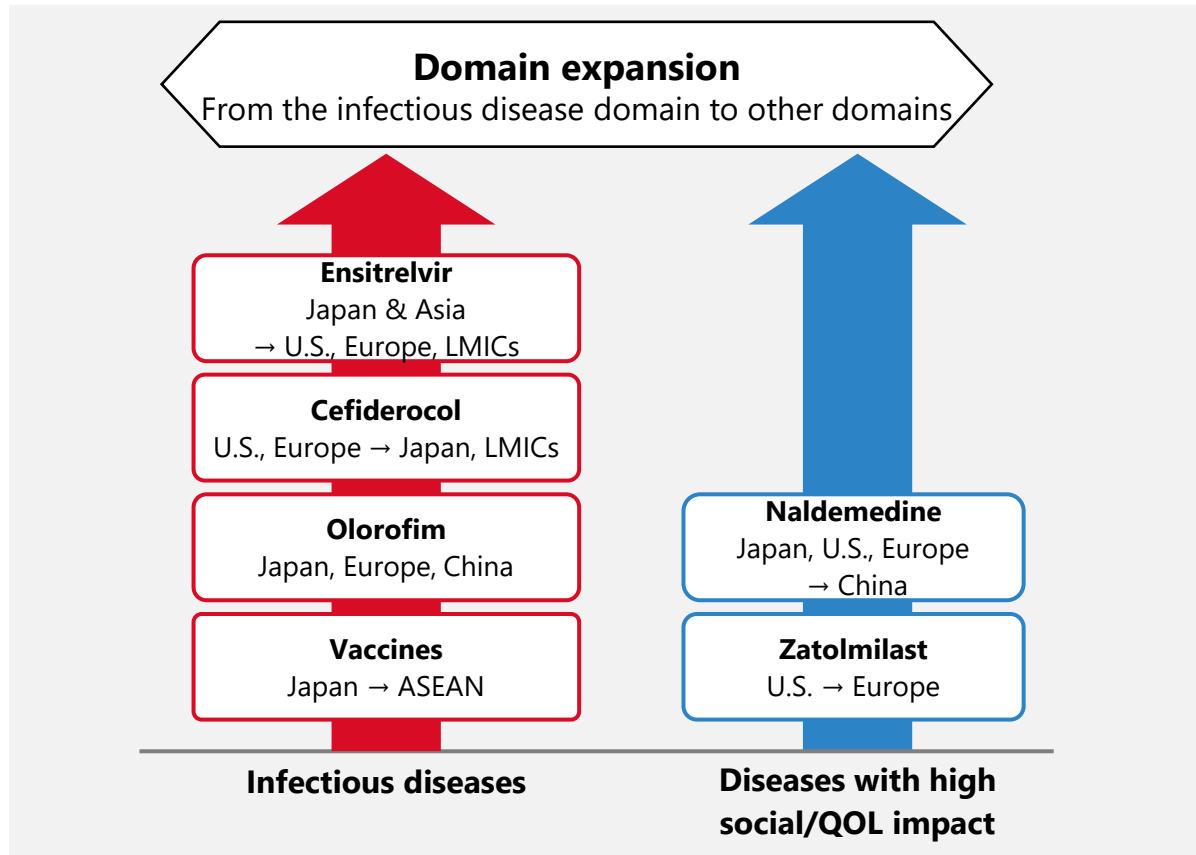 Domain expansion
From the infectious disease domain to other domains
Ensitrelvir
Japan & Asia
→ U.S., Europe, LMICs
Cefiderocol
U.S., Europe → Japan, LMICs
Olorofim
Japan, Europe, China
Vaccines
Japan → ASEAN
Infectious diseases
Naldemedine
Japan, U.S., Europe
→ China
Zatolmilast
U.S. → Europe
Diseases with high
social/QOL impact